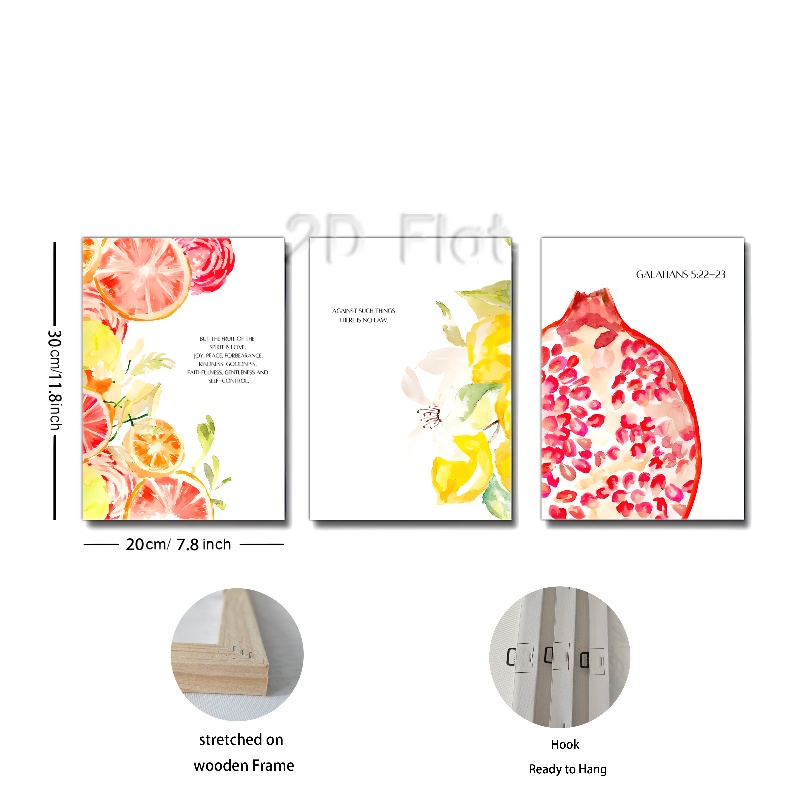 2D Flat
BUT THE FRUIT OF THE
SPIRIT IS LOVE,
JOY, PEACE, FORBEARANCE,
KINDNESS, GOODNESS,
FAITHFULNESS, GENTLENESS AND
SELF-CONTROL.
AGAINST SUCH THINGS
THERE IS NO LAW.
GALATIANS 5:22-23
30cm/11.8inch
20cm/ 7.8 inch
stretched on
wooden Frame
Hook
Ready to Hang